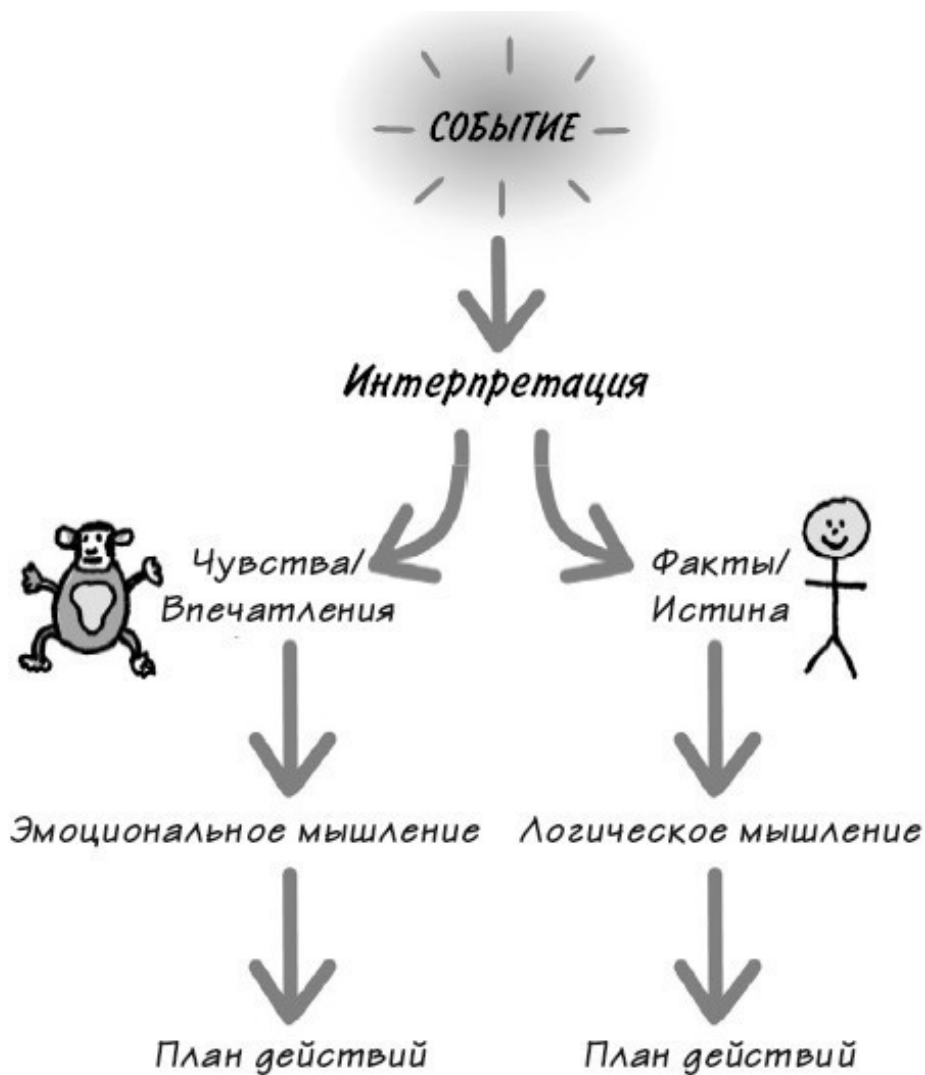 СОБЫТИЕ
Интерпретация
Чувства/
Впечатления
Факты/
Истина
Эмоциональное мышление
Логическое мышление
План действий
План действий